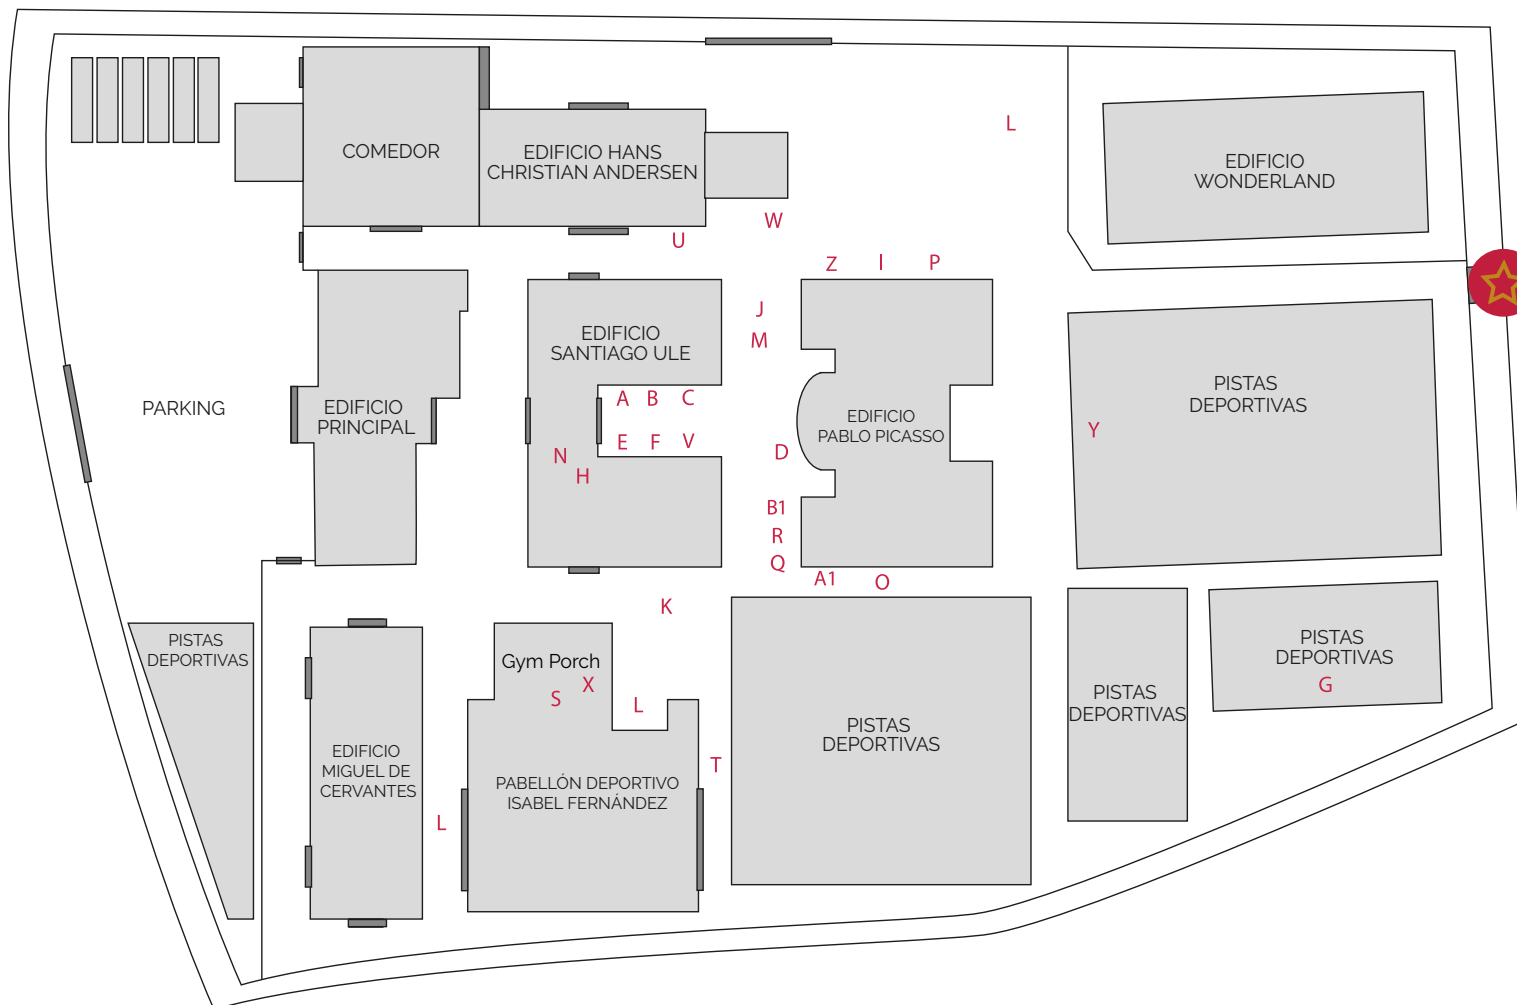 L
COMEDOR
EDIFICIO HANS
CHRISTIAN ANDERSEN
EDIFICIO
WONDERLAND
W
U
Z I P
J
M
EDIFICIO
SANTIAGO ULE
PARKING
EDIFICIO
PRINCIPAL
A B C
E F V
N
H
EDIFICIO
PABLO PICASSO
D
B1
R
Q
A1 O
PISTAS
DEPORTIVAS
Y
K
PISTAS
DEPORTIVAS
Gym Porch
X
S
L
EDIFICIO
MIGUEL DE
CERVANTES
L
PABELLÓN DEPORTIVO
ISABEL FERNÁNDEZ
T
PISTAS
DEPORTIVAS
PISTAS
DEPORTIVAS
PISTAS
DEPORTIVAS
G